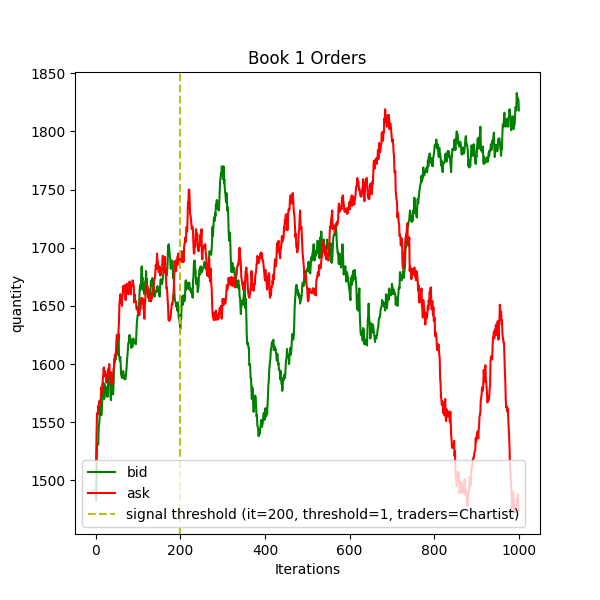 Book 1 Orders
1850
1800
1750
1700
1650
1600
1550
1500
quantity
bid
ask
signal threshold (it=200, threshold=1, traders=Chartist)
0 200 400 600 800 1000
Iterations